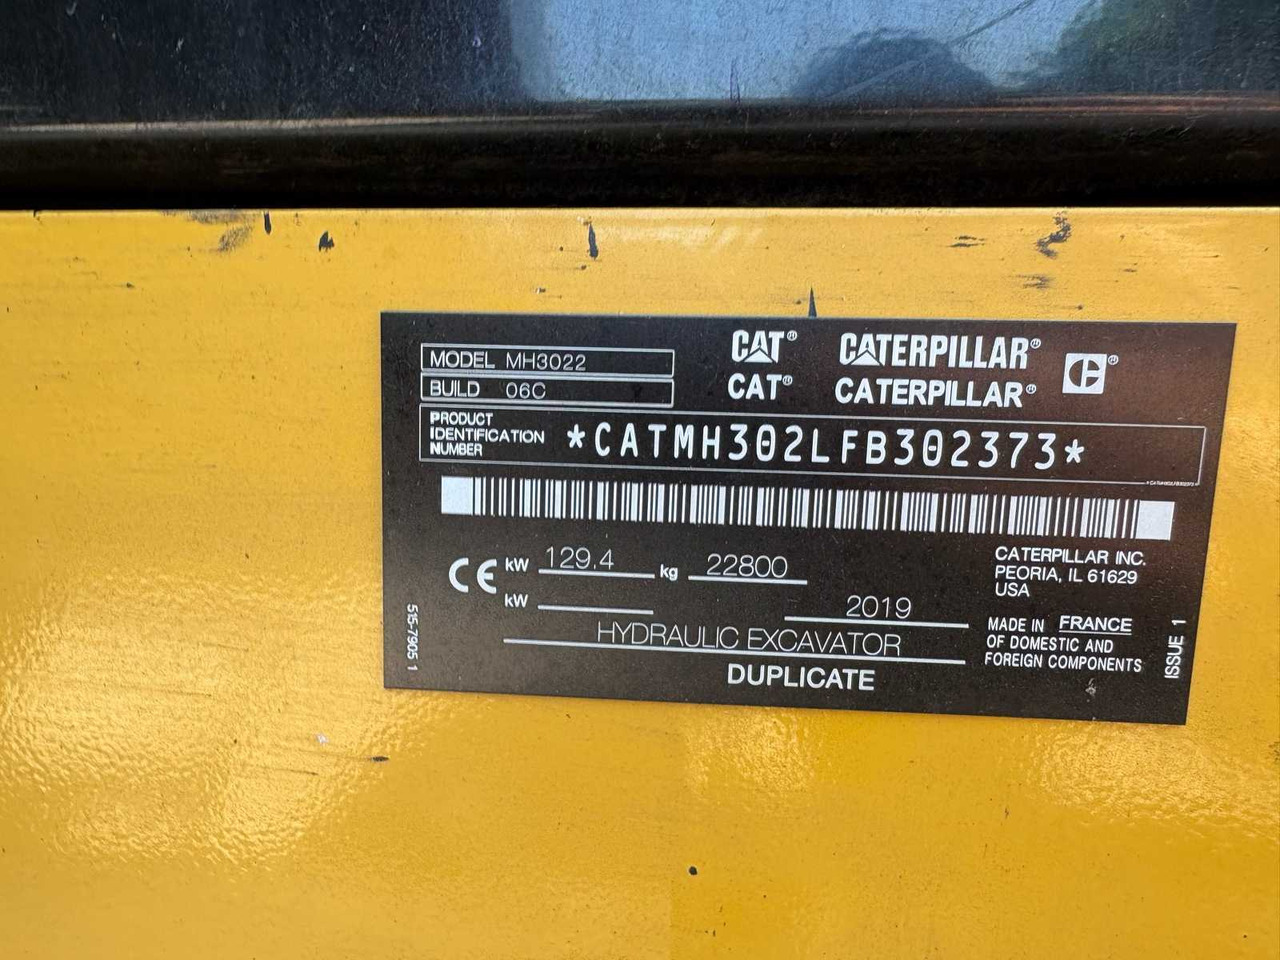 MODEL MH3022
BUILD 06C
CAT® CATERPILLAR® C®
CAT® CATERPILLAR®
PRODUCT
IDENTIFICATION
NUMBER
*CATMH302LFB302373*
*CATMH302LFB302373*
CE kW 129.4 kg 22800
kW
2019
HYDRAULIC EXCAVATOR
DUPLICATE
CATERPILLAR INC.
PEORIA, IL 61629
USA
MADE IN FRANCE
OF DOMESTIC AND
FOREIGN COMPONENTS
515-7905 1
ISSUE 1